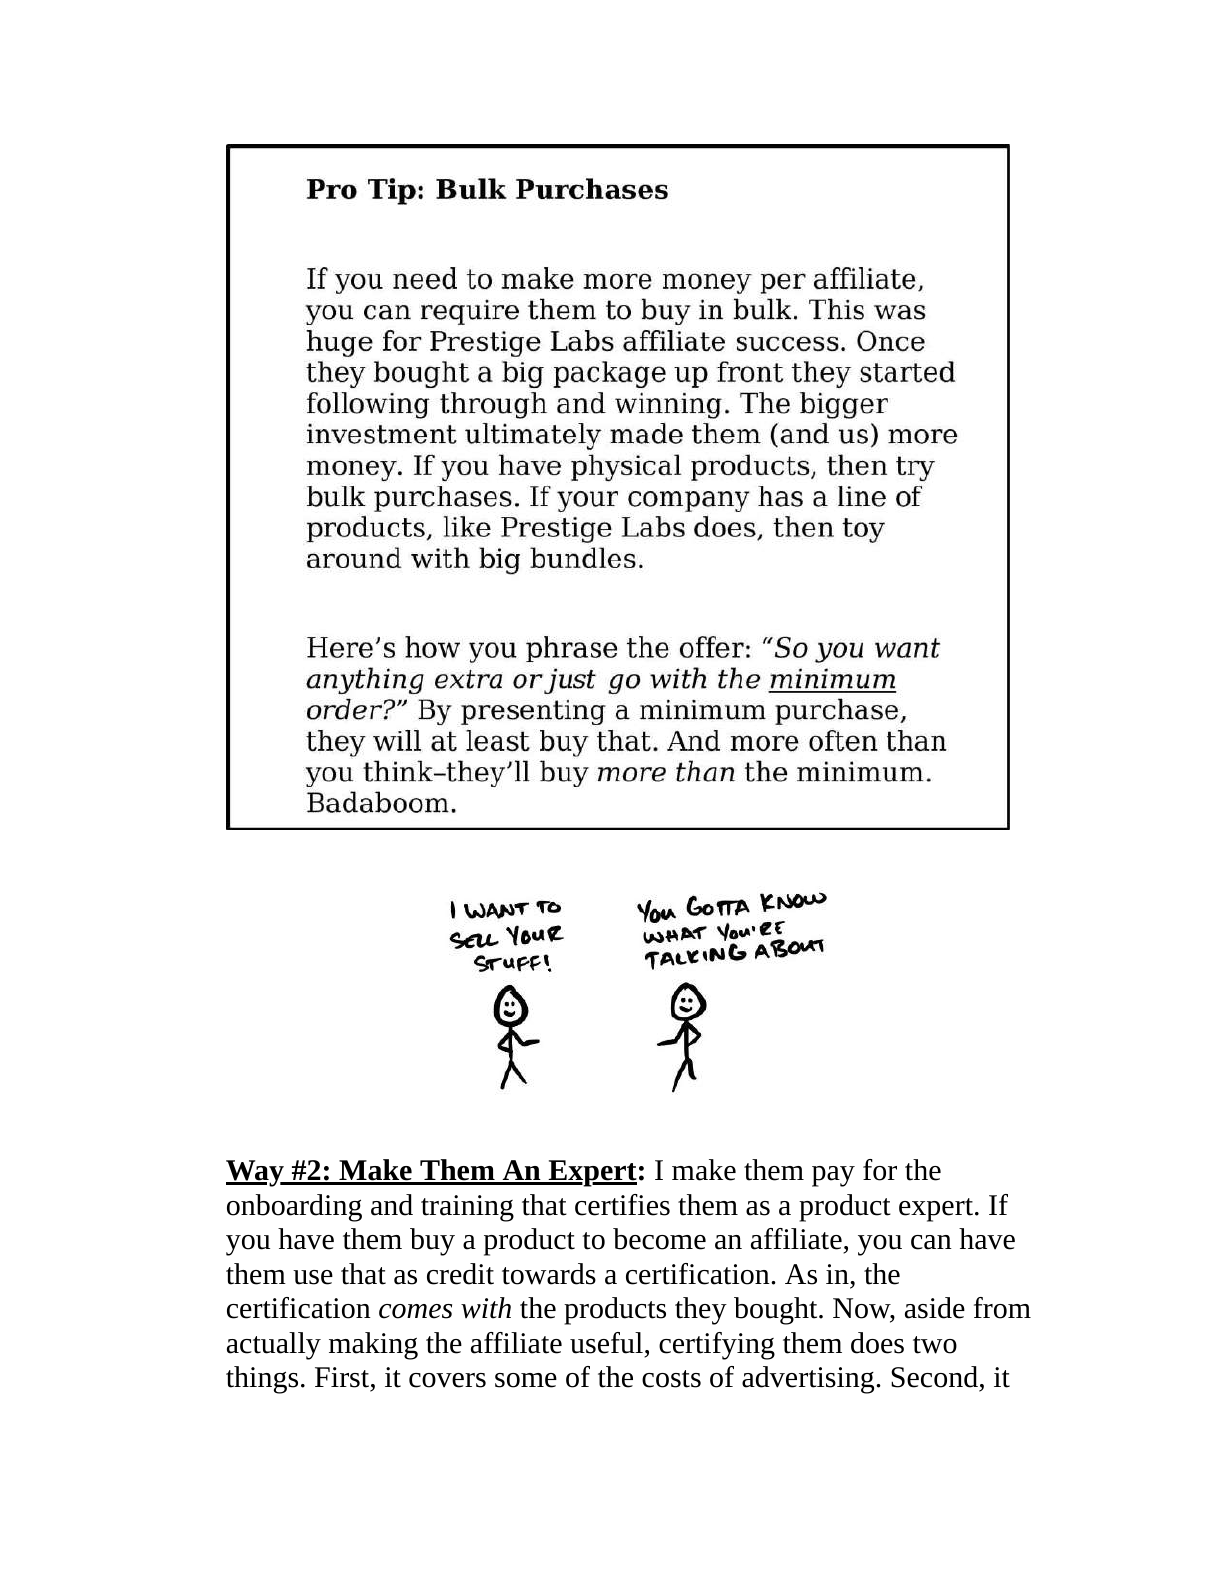 Pro Tip: Bulk Purchases
If you need to make more money per affiliate,
you can require them to buy in bulk. This was
huge for Prestige Labs affiliate success. Once
they bought a big package up front they started
following through and winning. The bigger
investment ultimately made them (and us) more
money. If you have physical products, then try
bulk purchases. If your company has a line of
products, like Prestige Labs does, then toy
around with big bundles.
Here’s how you phrase the offer: “So you want
anything extra or just go with the minimum
order?” By presenting a minimum purchase,
they will at least buy that. And more often than
you think–they’ll buy more than the minimum.
Badaboom.
I WANT TO
SELL YOUR
STUFF!
YOU GOTTA KNOW
WHAT YOU'RE
TALKING ABOUT
Way #2: Make Them An Expert: I make them pay for the
onboarding and training that certifies them as a product expert. If
you have them buy a product to become an affiliate, you can have
them use that as credit towards a certification. As in, the
certification comes with the products they bought. Now, aside from
actually making the affiliate useful, certifying them does two
things. First, it covers some of the costs of advertising. Second, it